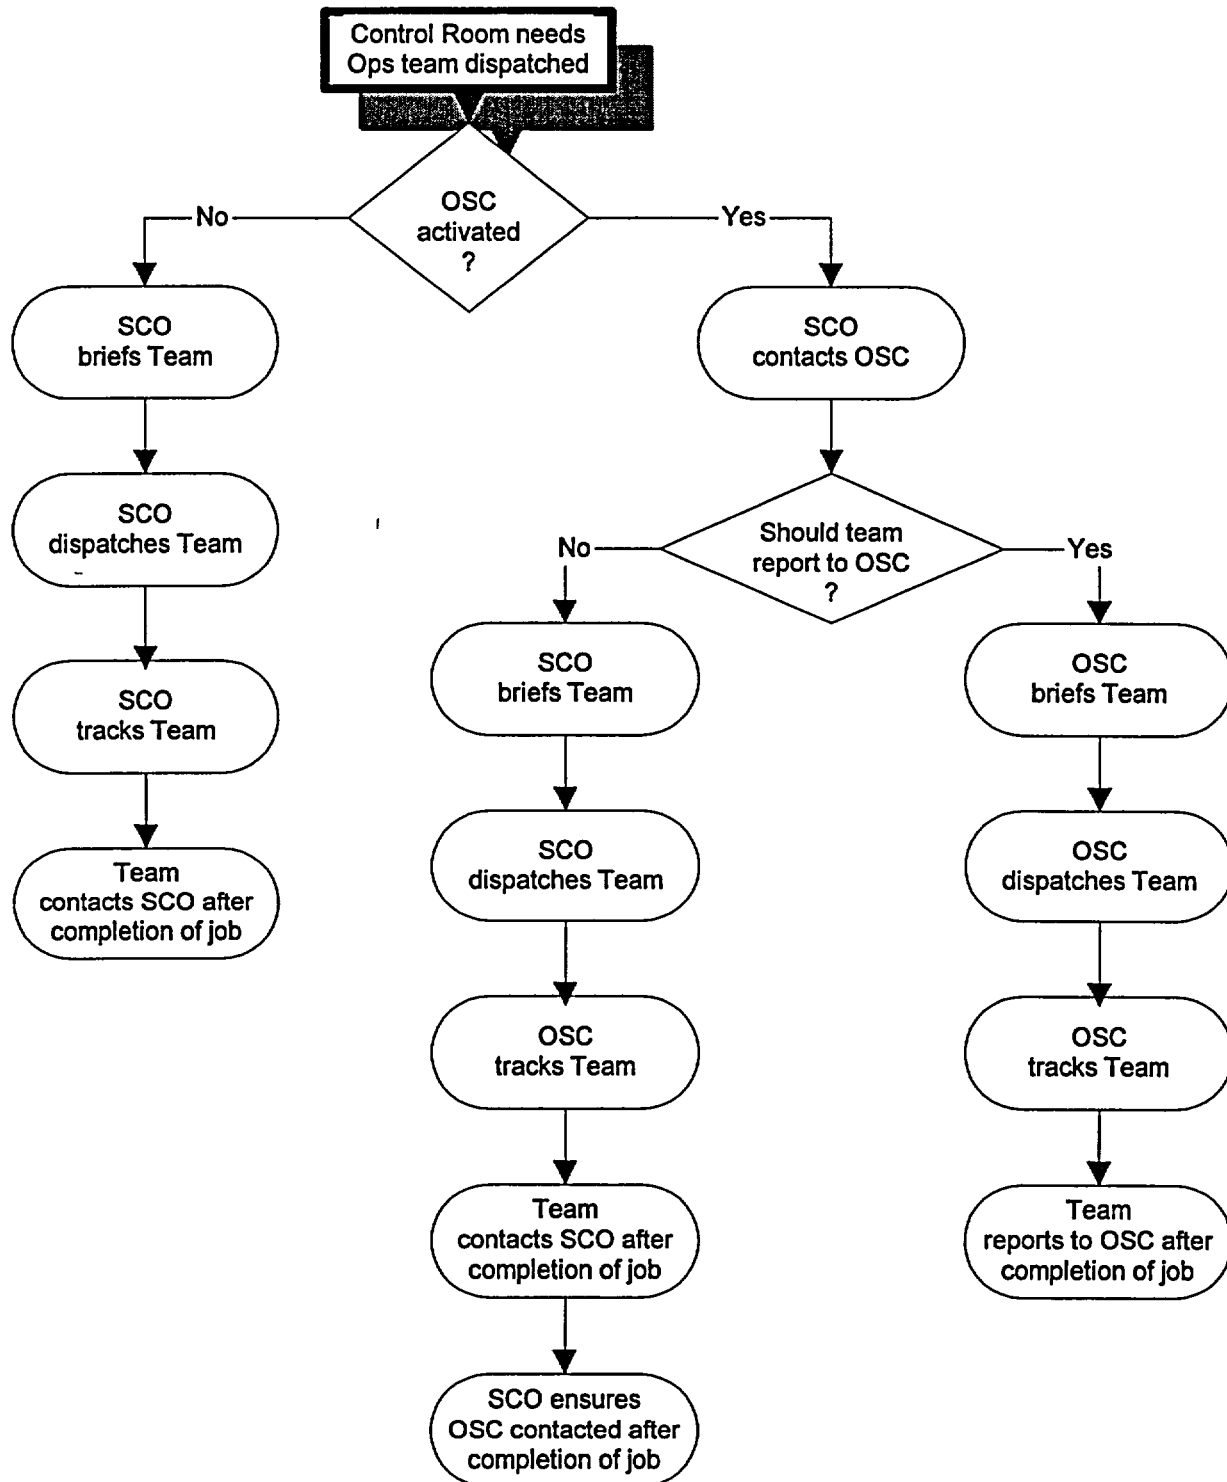 Control Room needs
Ops team dispatched
OSC
activated
?
No
Yes
SCO
briefs Team
SCO
contacts OSC
SCO
dispatches Team
Should team
report to OSC
?
No
Yes
SCO
tracks Team
SCO
briefs Team
OSC
briefs Team
Team
contacts SCO after
completion of job
SCO
dispatches Team
OSC
dispatches Team
OSC
tracks Team
OSC
tracks Team
Team
contacts SCO after
completion of job
Team
reports to OSC after
completion of job
SCO ensures
OSC contacted after
completion of job